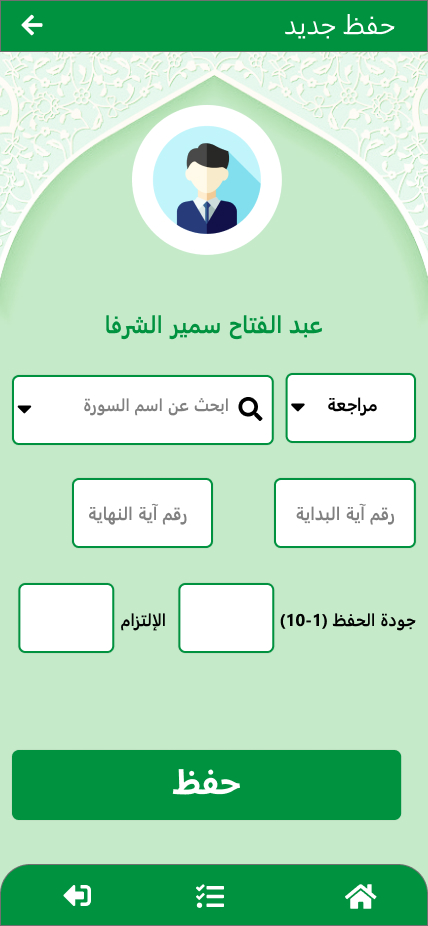 حفظ جديد
عبد الفتاح سمير الشرفا
مراجعة
ابحث عن اسم السورة
رقم آية البداية
رقم آية النهاية
جودة الحفظ (1-10)
الإلتزام
حفظ